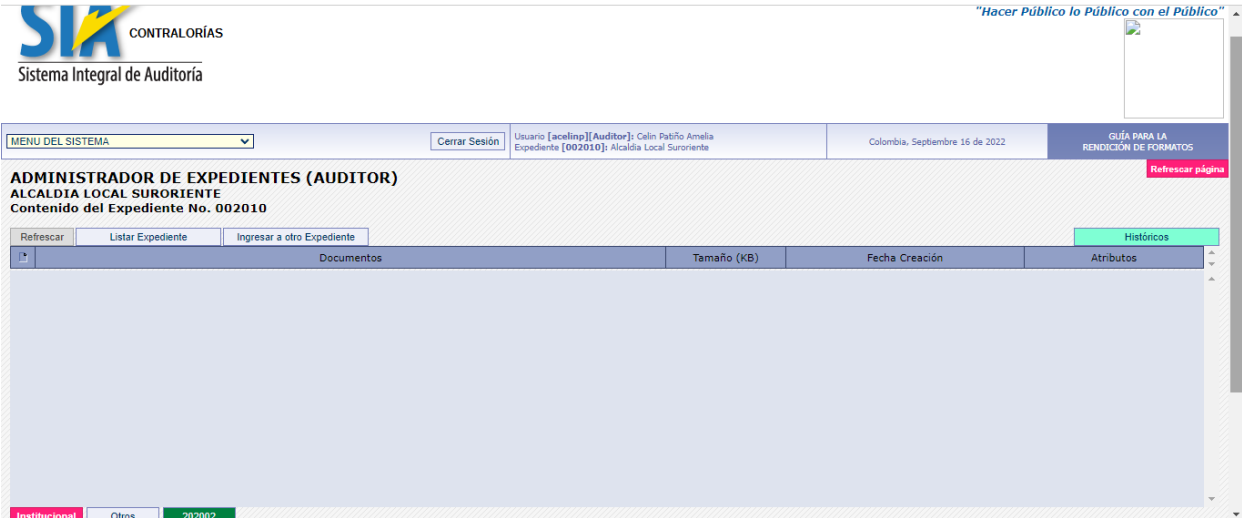 "Hacer Público lo Público con el Público"
SIA
CONTRALORÍAS
Sistema Integral de Auditoría
MENU DEL SISTEMA
Cerrar Sesión
Usuario [acelinp][Auditor]: Celin Patiño Amelia
Expediente [002010]: Alcaldia Local Suroriente
Colombia, Septiembre 16 de 2022
GUÍA PARA LA
RENDICIÓN DE FORMATOS
Refrescar página
ADMINISTRADOR DE EXPEDIENTES (AUDITOR)
ALCALDIA LOCAL SURORIENTE
Contenido del Expediente No. 002010
Refrescar
Listar Expediente
Ingresar a otro Expediente
Históricos
Documentos
Tamaño (KB)
Fecha Creación
Atributos
Institucional
Otros
202002